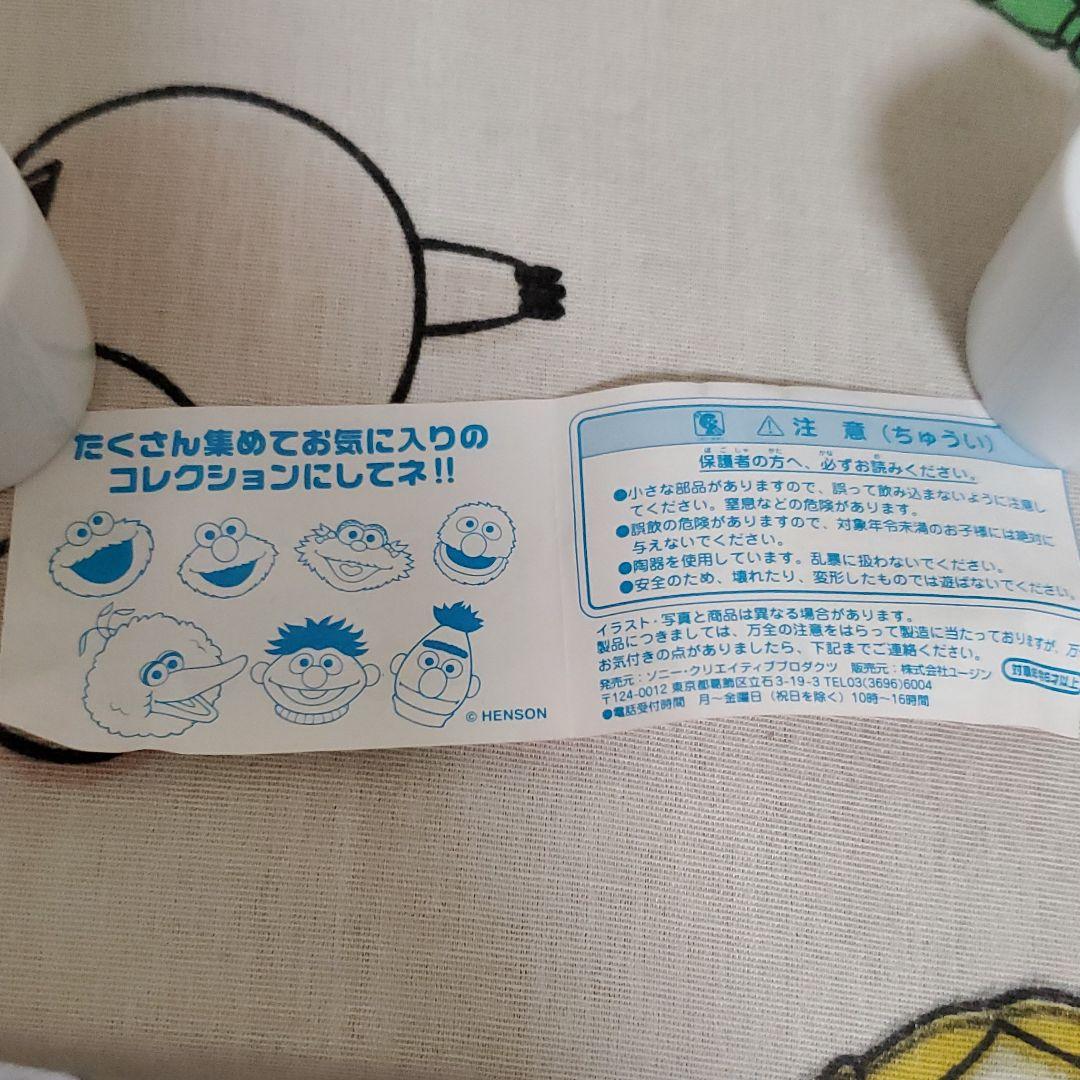 たくさん集めてお気に入りの
コレクションにしてネ!!
© HENSON
注 意 (ちゅうい)
保護者の方へ、必ずお読みください。
●小さな部品がありますので、誤って飲み込まないように注意し
てください。窒息などの危険があります。
●誤飲の危険がありますので、対象年令未満のお子様には絶対に
与えないでください。
●陶器を使用しています。乱暴に扱わないでください。
●安全のため、壊れたり、変形したものでは遊ばないでください。
イラスト・写真と商品は異なる場合があります。
製品につきましては、万全の注意をはらって製造に当たっておりますが、万
お気付きの点がありましたら、下記までご連絡ください。
発売元:ソニー・クリエイティブプロダクツ 販売元:株式会社ユージン
〒124-0012 東京都葛飾区立石3-19-3 TEL03(3696)6004
●電話受付時間 月〜金曜日(祝日を除く)10時〜16時間